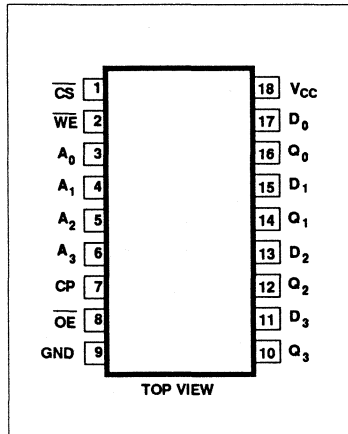 CS 1 18 VCC
WE 2 17 D0
A0 3 16 Q0
A1 4 15 D1
A2 5 14 Q1
A3 6 13 D2
CP 7 12 Q2
OE 8 11 D3
GND 9 10 Q3
TOP VIEW